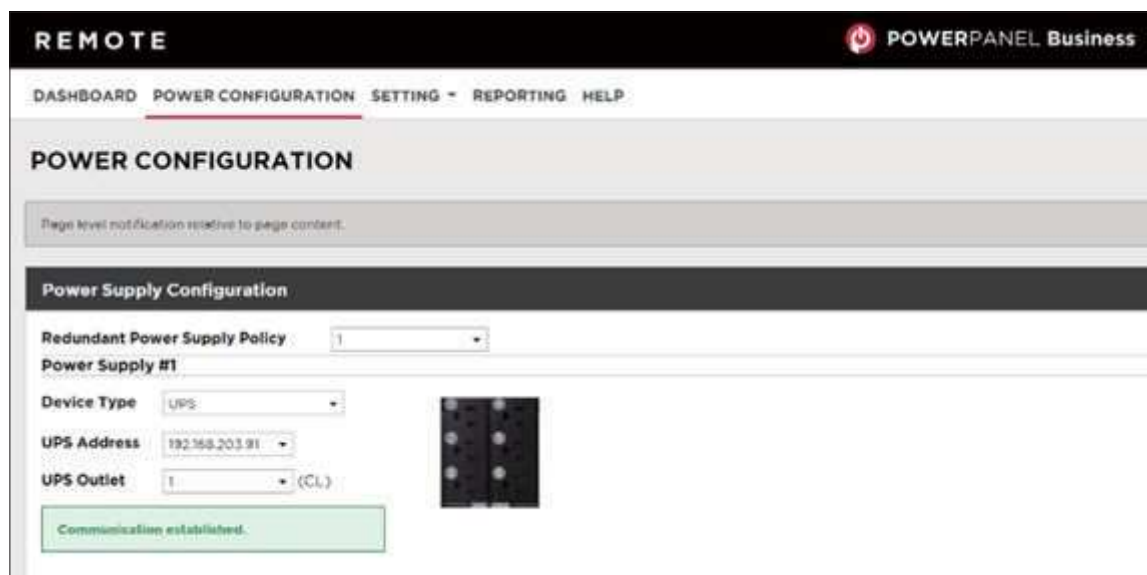 REMOTE
POWERPANEL Business
DASHBOARD POWER CONFIGURATION SETTING REPORTING HELP
POWER CONFIGURATION
Page level notification relative to page content.
Power Supply Configuration
Redundant Power Supply Policy 1
Power Supply #1
Device Type UPS
UPS Address 192.168.203.91
UPS Outlet 1 (CL)
Communication established.